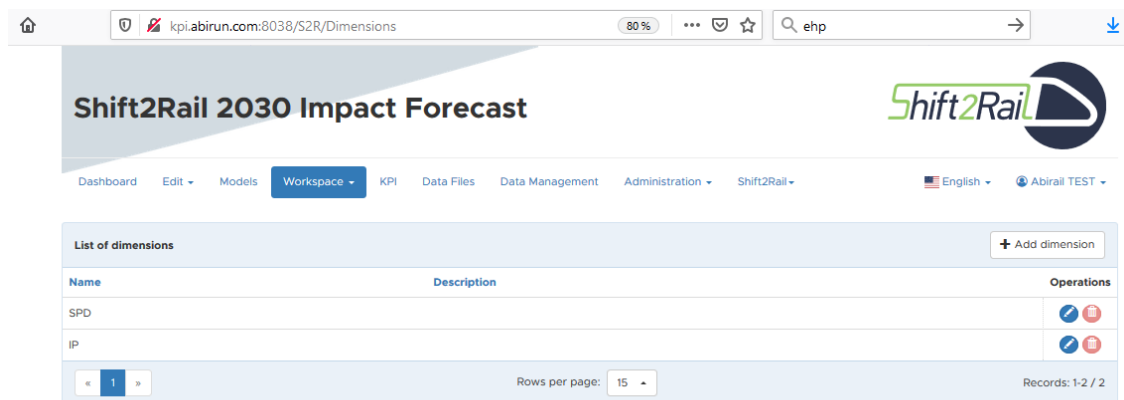 kpi.abirun.com:8038/S2R/Dimensions 80% ehp
Shift2Rail 2030 Impact Forecast
Shift2Rail
Dashboard Edit Models Workspace KPI Data Files Data Management Administration Shift2Rail English Abirail TEST
List of dimensions + Add dimension
Name Description Operations
SPD
IP
« 1 » Rows per page: 15 Records: 1-2 / 2